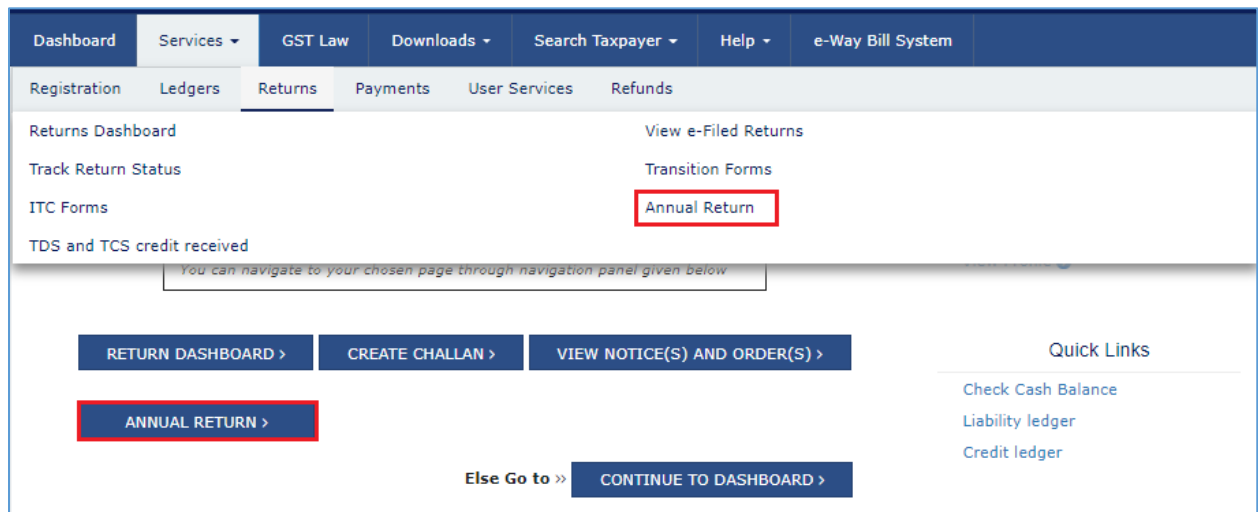 Dashboard Services GST Law Downloads Search Taxpayer Help e-Way Bill System
Registration Ledgers Returns Payments User Services Refunds
Returns Dashboard View e-Filed Returns
Track Return Status Transition Forms
ITC Forms Annual Return
TDS and TCS credit received
You can navigate to your chosen page through navigation panel given below
RETURN DASHBOARD > CREATE CHALLAN > VIEW NOTICE(S) AND ORDER(S) > Quick Links
Check Cash Balance
ANNUAL RETURN > Liability ledger
Credit ledger
Else Go to » CONTINUE TO DASHBOARD >